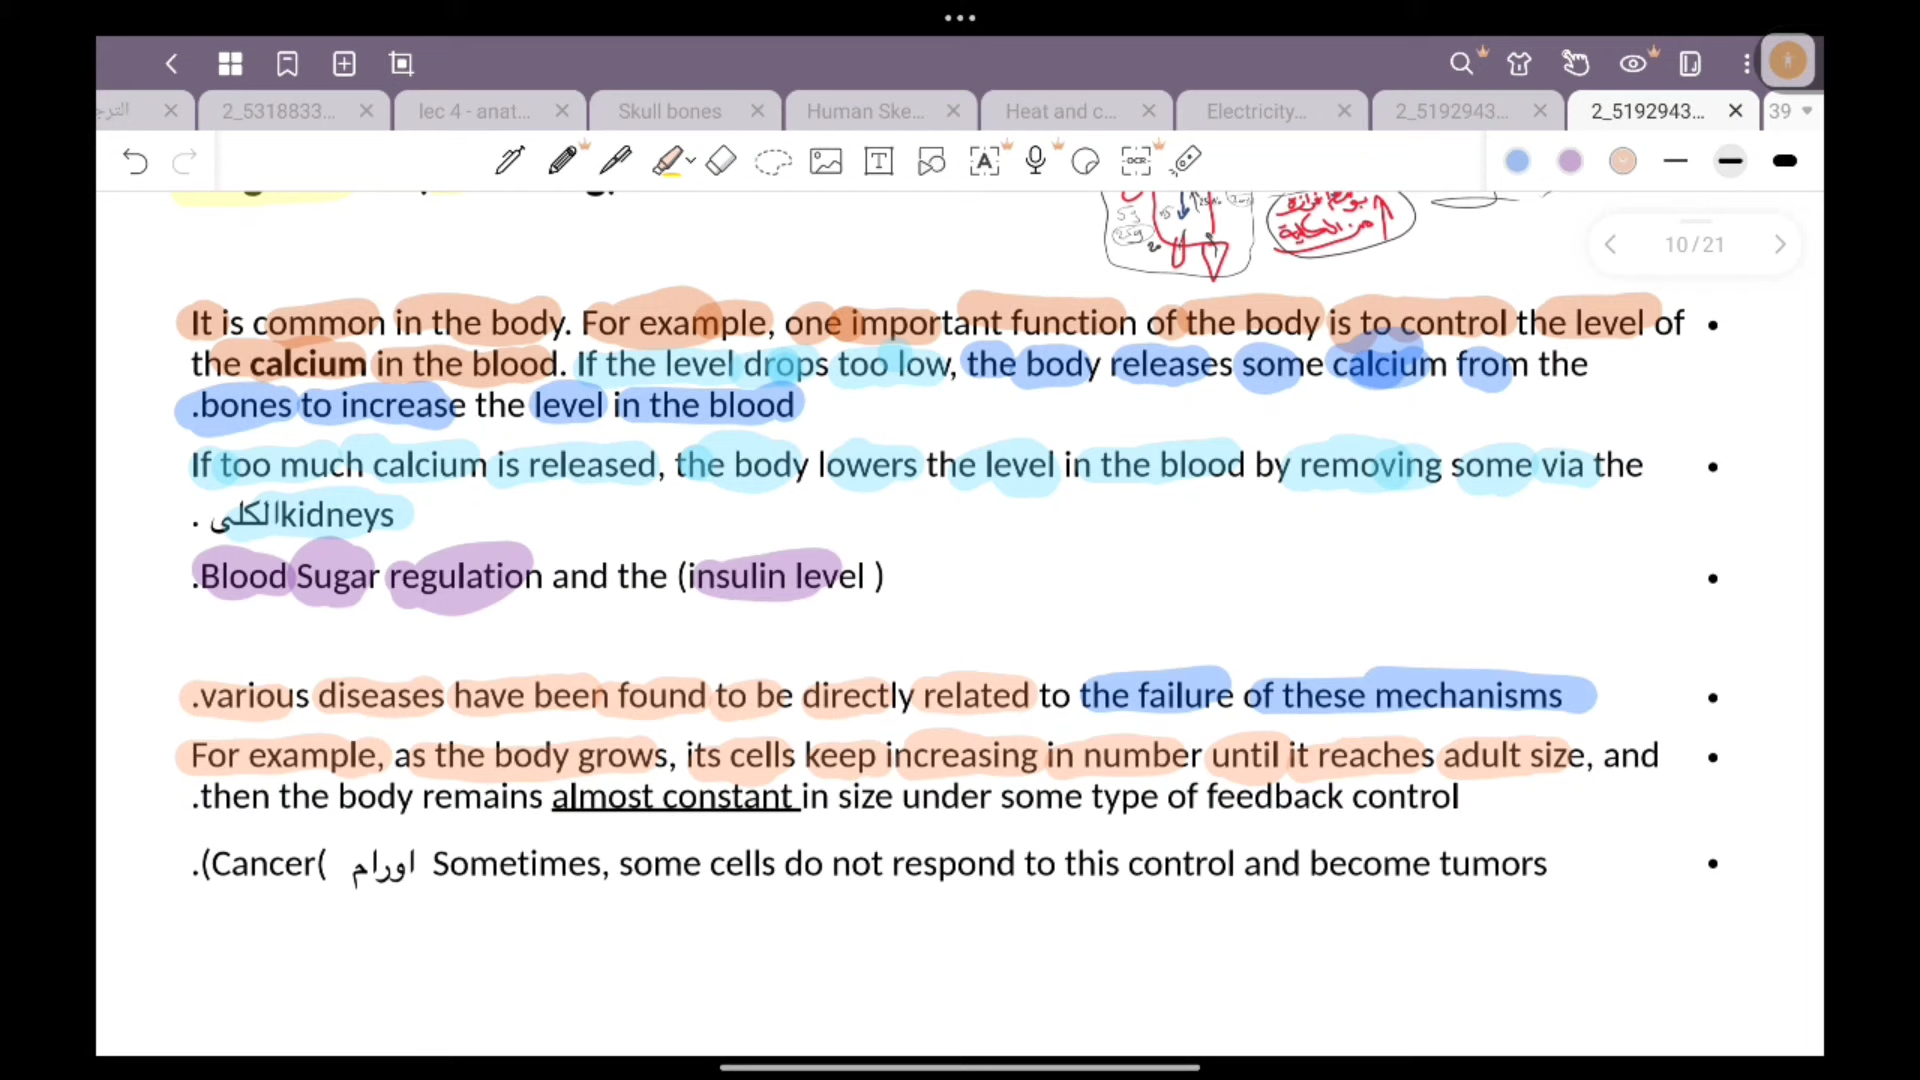 الترج
2_5318833...
lec 4 - anat...
Skull bones
Human Ske...
Heat and c...
Electricity...
2_5192943...
2_5192943...
39
T
A
OCR
من الكلية
10/21
It is common in the body. For example, one important function of the body is to control the level of •
the calcium in the blood. If the level drops too low, the body releases some calcium from the
.bones to increase the level in the blood
If too much calcium is released, the body lowers the level in the blood by removing some via the •
. الكلى kidneys
.Blood Sugar regulation and the (insulin level ) •
.various diseases have been found to be directly related to the failure of these mechanisms •
For example, as the body grows, its cells keep increasing in number until it reaches adult size, and •
.then the body remains almost constant in size under some type of feedback control
.(Cancer( اورام Sometimes, some cells do not respond to this control and become tumors •